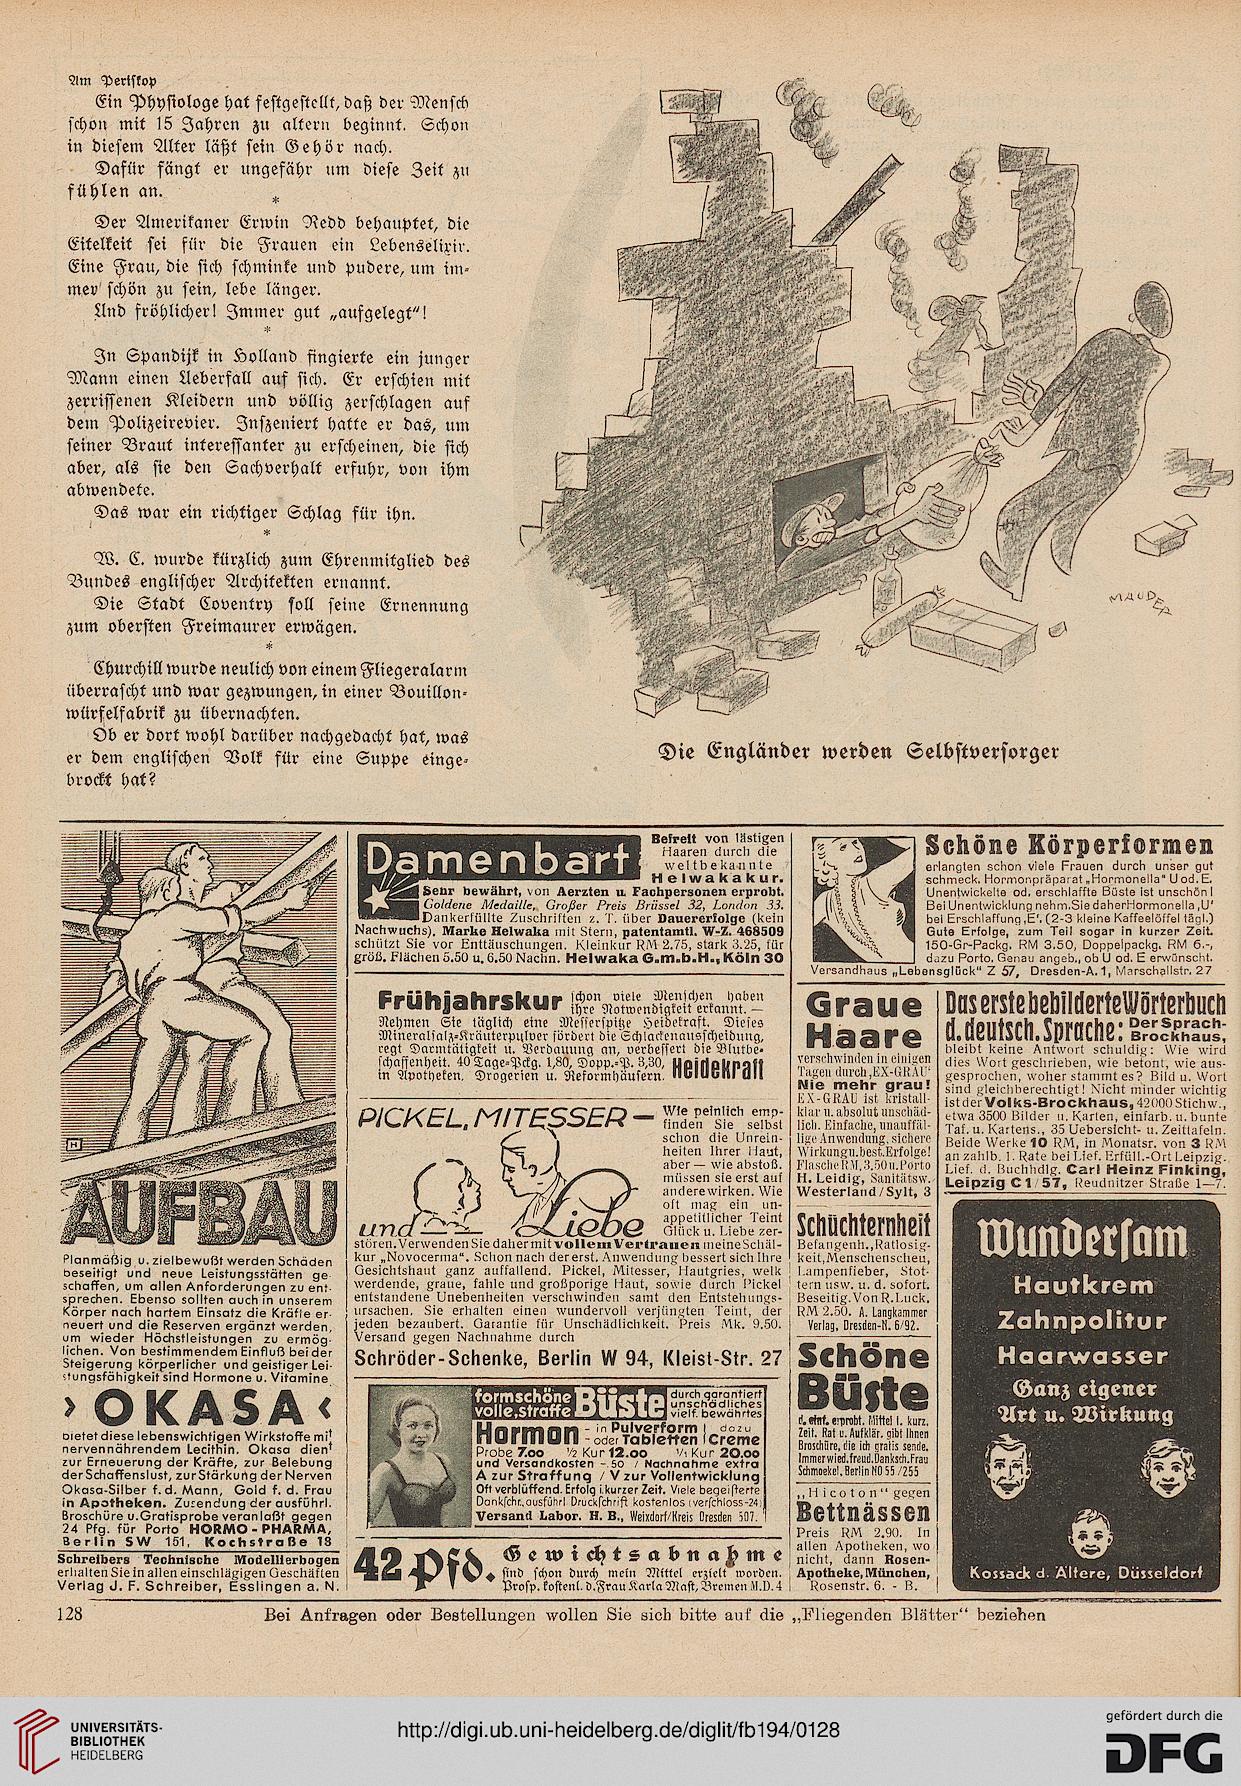 Am Periskop
Ein Physiologe hat festgestellt, daß der Mensch
schon mit 15 Jahren zu altern beginnt. Schon
in diesem Alter läßt sein Gehör nach.
Dafür fängt er ungefähr um diese Zeit zu
fühlen an.
*
Der Amerikaner Erwin Redd behauptet, die
Eitelkeit sei für die Frauen ein Lebenselixir.
Eine Frau, die sich schminke und pudere, um im-
mer schön zu sein, lebe länger.
Und fröhlicher! Immer gut „aufgelegt“!
*
In Spandijk in Holland fingierte ein junger
Mann einen Ueberfall auf sich. Er erschien mit
zerrissenen Kleidern und völlig zerschlagen auf
dem Polizeirevier. Inszeniert hatte er das, um
seiner Braut interessanter zu erscheinen, die sich
aber, als sie den Sachverhalt erfuhr, von ihm
abwendete.
Das war ein richtiger Schlag für ihn.
*
W. C. wurde kürzlich zum Ehrenmitglied des
Bundes englischer Architekten ernannt.
Die Stadt Coventry soll seine Ernennung
zum obersten Freimaurer erwägen.
*
Churchill wurde neulich von einem Fliegeralarm
überrascht und war gezwungen, in einer Bouillon-
würfelfabrik zu übernachten.
Ob er dort wohl darüber nachgedacht hat, was
er dem englischen Volk für eine Suppe einge-
brockt hat?
MAUDER
Die Engländer werden Selbstversorger
H
AUFBAU
Planmäßig u. zielbewußt werden Schäden
beseitigt und neue Leistungsstätten ge-
schaffen, um allen Anforderungen zu ent-
sprechen. Ebenso sollten auch in unserem
Körper nach hartem Einsatz die Kräfte er-
neuert und die Reserven ergänzt werden,
um wieder Höchstleistungen zu ermög-
lichen. Von bestimmendem Einfluß bei der
Steigerung körperlicher und geistiger Lei-
stungsfähigkeit sind Hormone u. Vitamine
› OKASA ‹
bietet diese lebenswichtigen Wirkstoffe mit
nervennährendem Lecithin. Okasa dient
zur Erneuerung der Kräfte, zur Belebung
der Schaffenslust, zur Stärkung der Nerven
Okasa-Silber f. d. Mann, Gold f. d. Frau
in Apotheken. Zusendung der ausführl.
Broschüre u. Gratisprobe veranlaßt gegen
24 Pfg. für Porto HORMO-PHARMA,
Berlin SW 151, Kochstraße 18
Schreibers Technische Modellierbogen
erhalten Sie in allen einschlägigen Geschäften
Verlag J. F. Schreiber, Esslingen a. N.
Damenbart
Befreit von lästigen
Haaren durch die
weltbekannte
Helwakakur.
Sehr bewährt, von Aerzten u. Fachpersonen erprobt.
Goldene Medaille, Großer Preis Brüssel 32, London 33.
Dankerfüllte Zuschriften z. T. über Dauererfolge (kein
Nachwuchs), Marke Helwaka mit Stern, patentamtl. W-Z. 468509
schützt Sie vor Enttäuschungen. Kleinkur RM 2.75, stark 3.25, für
größ. Flächen 5.50 u. 6.50 Nachn. Helwaka G.m.b.H., Köln 30
Frühjahrskur schon viele Menschen haben
ihre Notwendigkeit erkannt. —
Nehmen Sie täglich eine Messerspitze Heidekraft. Dieses
Mineralsalz-Kräuterpulver fördert die Schlackenausscheidung,
regt Darmtätigkeit u. Verdauung an, verbessert die Blutbe-
schaffenheit. 40 Tage-Pckg. 1,80, Dopp.-P. 3,30,
in Apotheken, Drogerien u. Reformhäusern. Heidekraft
PICKEL, MITESSER —
und Liebe
Wie peinlich emp-
finden Sie selbst
schon die Unrein-
heiten Ihrer Haut,
aber — wie abstoß.
müssen sie erst auf
andere wirken. Wie
oft mag ein un-
appetitlicher Teint
Glück u. Liebe zer-
stören. Verwenden Sie daher mit vollem Vertrauen meine Schäl-
kur „Novocerma“. Schon nach der erst. Anwendung bessert sich Ihre
Gesichtshaut ganz auffallend. Pickel, Mitesser, Hautgries, welk
werdende, graue, fahle und großporige Haut, sowie durch Pickel
entstandene Unebenheiten verschwinden samt den Entstehungs-
ursachen. Sie erhalten einen wundervoll verjüngten Teint, der
jeden bezaubert. Garantie für Unschädlichkeit. Preis Mk. 9.50.
Versand gegen Nachnahme durch
Schröder-Schenke, Berlin W 94, Kleist-Str. 27
formschöne
volle, straffe Büste durch garantiert
unschädliches
vielf. bewährtes
Hormon - in Pulverform
- oder Tabletten dazu
Creme
Probe 7.00 ½ Kur 12.00 ¹/₁ Kur 20.00
und Versandkosten -.50 / Nachnahme extra
A zur Straffung / V zur Vollentwicklung
Oft verblüffend. Erfolg i. kurzer Zeit. Viele begeisterte
Dankschr., ausführl. Druckschrift kostenlos (verschloss-24)
Versand Labor. H. B., Weixdorf/Kreis Dresden 507.
42 Pfd. Gewichtsabnahme
sind schon durch mein Mittel erzielt worden.
Prosp. kostenl. d. Frau Karla Mast, Bremen M.D. 4
Schöne Körperformen
erlangten schon viele Frauen durch unser gut
schmeck. Hormonpräparat „Hormonella“ U od. E.
Unentwickelte od. erschlaffte Büste ist unschön!
Bei Unentwicklung nehm. Sie daher Hormonella ‚U‘
bei Erschlaffung ‚E‘. (2-3 kleine Kaffeelöffel tägl.)
Gute Erfolge, zum Teil sogar in kurzer Zeit.
150-Gr-Packg. RM 3.50, Doppelpackg. RM 6.-,
dazu Porto. Genau angeb., ob U od. E erwünscht.
Versandhaus „Lebensglück“ Z 57, Dresden-A. 1, Marschallstr. 27
Graue
Haare
verschwinden in einigen
Tagen durch ‚EX-GRAU‘
Nie mehr grau!
EX-GRAU ist kristall-
klar u. absolut unschäd-
lich. Einfache, unauffäl-
lige Anwendung, sichere
Wirkung u. best. Erfolge!
Flasche RM. 3,50 u. Porto
H. Leidig, Sanitätsw.
Westerland/Sylt, 3
Schüchternheit
Befangenh., Ratlosig-
keit, Menschenscheu,
Lampenfieber, Stot-
tern usw. u. d. sofort.
Beseitig. Von R. Luck.
RM 2.50. A. Langkammer
Verlag, Dresden-N. 6/92.
Schöne
Büste
d. einf. erprobt. Mittel i. kurz.
Zeit. Rat u. Aufklär. gibt Ihnen
Broschüre, die ich gratis sende.
Immer wied. freud. Danksch. Frau
Schmoekel, Berlin NO 55 /255
„Hicoton“ gegen
Bettnässen
Preis RM 2,90. In
allen Apotheken, wo
nicht, dann Rosen-
Apotheke, München,
Rosenstr. 6. - B.
Das erste bebilderte Wörterbuch
d. deutsch. Sprache: Der Sprach-
Brockhaus,
bleibt keine Antwort schuldig: Wie wird
dies Wort geschrieben, wie betont, wie aus-
gesprochen, woher stammt es? Bild u. Wort
sind gleichberechtigt! Nicht minder wichtig
ist der Volks-Brockhaus, 42000 Stichw.,
etwa 3500 Bilder u. Karten, einfarb. u. bunte
Taf. u. Kartens., 35 Uebersicht- u. Zeittafeln.
Beide Werke 10 RM, in Monatsr. von 3 RM
an zahlb. 1. Rate bei Lief. Erfüll.-Ort Leipzig.
Lief. d. Buchhdlg. Carl Heinz Finking,
Leipzig C 1/57, Reudnitzer Straße 1—7.
Wundersam
Hautkrem
Zahnpolitur
Haarwasser
Ganz eigener
Art u. Wirkung
Kossack d. Ältere, Düsseldorf
128
Bei Anfragen oder Bestellungen wollen Sie sich bitte auf die „Fliegenden Blätter“ beziehen
UNIVERSITÄTS-
BIBLIOTHEK
HEIDELBERG
http://digi.ub.uni-heidelberg.de/diglit/fb194/0128
gefördert durch die
DFG